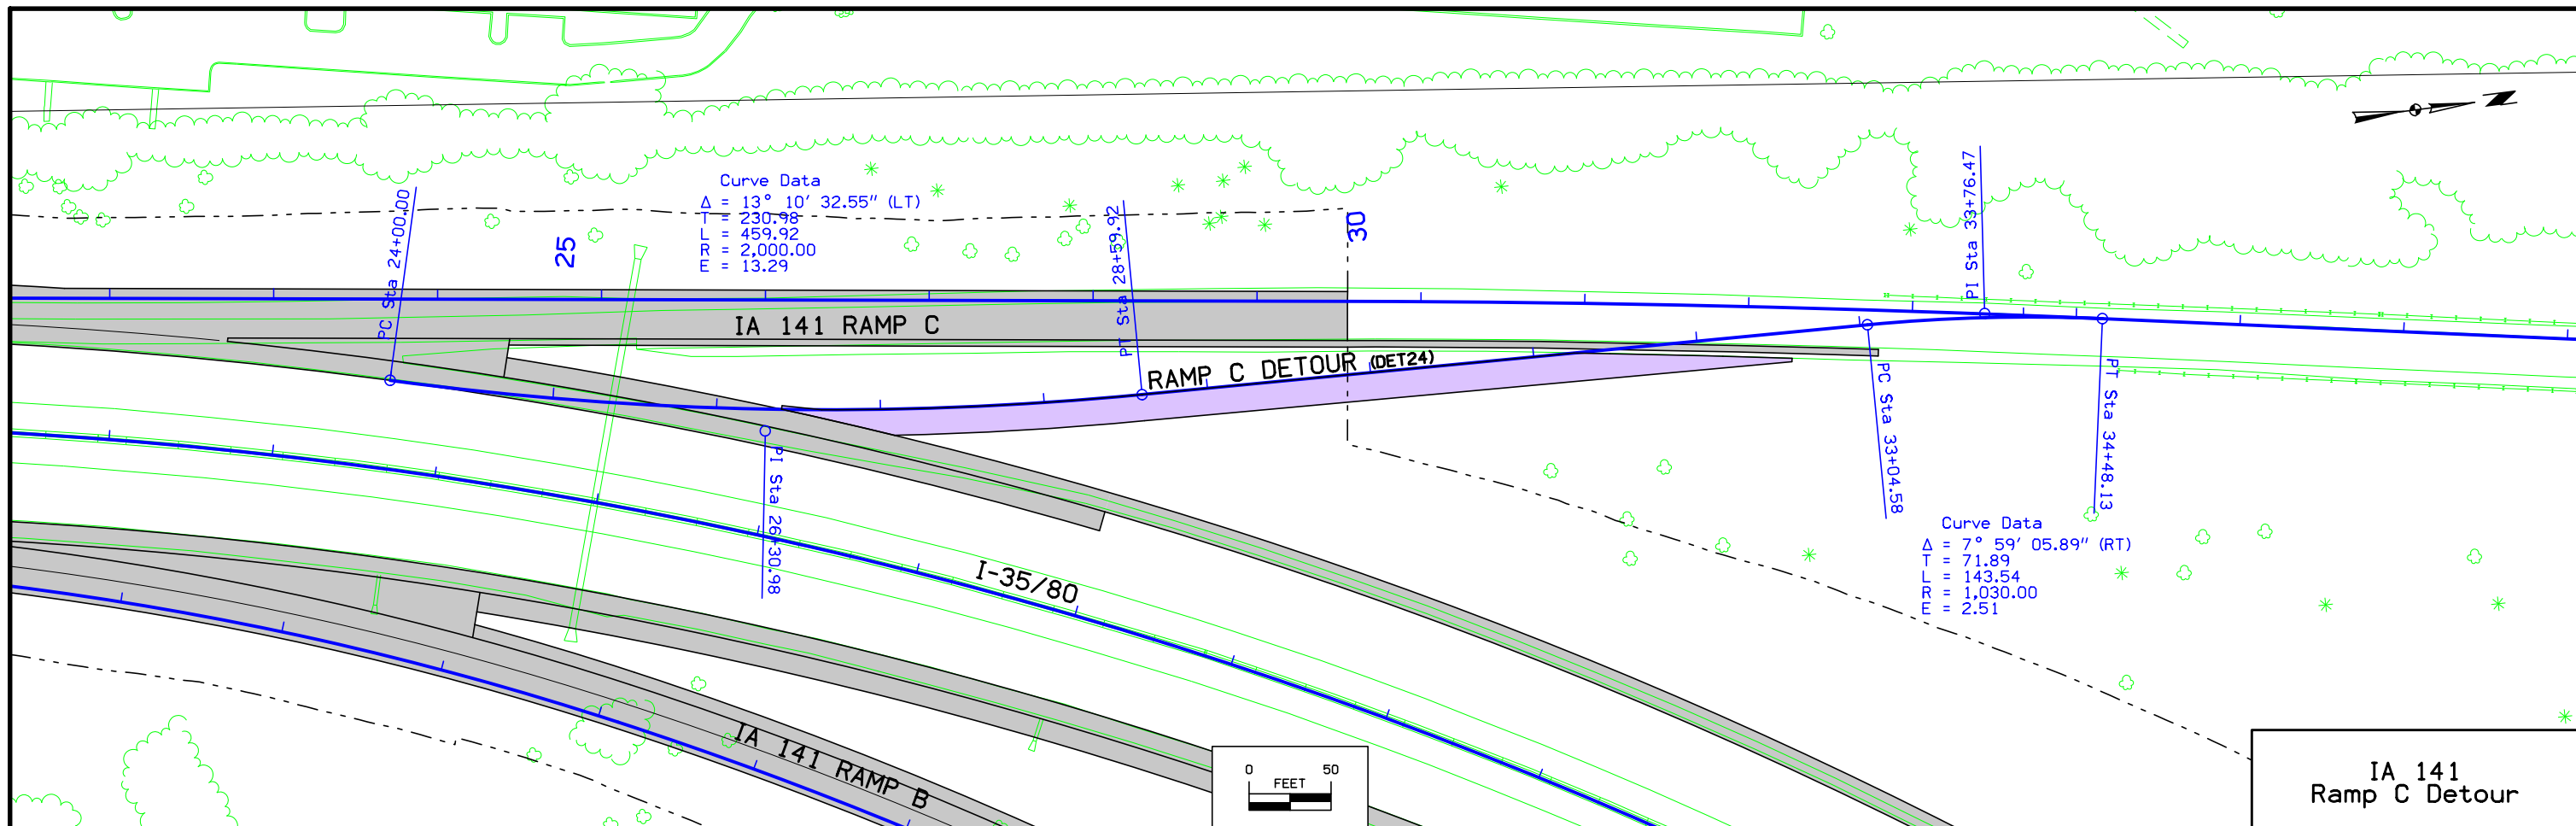 PI Sta 33+76.47
Curve Data
Δ = 13° 10' 32.55" (LT)
T = 230.98
L = 459.92
R = 2,000.00
E = 13.29
PC Sta 24+00.00
25
PT Sta 28+59.92
30
IA 141 RAMP C
RAMP C DETOUR (DET24)
PC Sta 33+04.58
PT Sta 34+48.13
PI Sta 26+30.98
Curve Data
Δ = 7° 59' 05.89" (RT)
T = 71.89
L = 143.54
R = 1,030.00
E = 2.51
I-35/80
IA 141 RAMP B
0 50
FEET
IA 141
Ramp C Detour
N